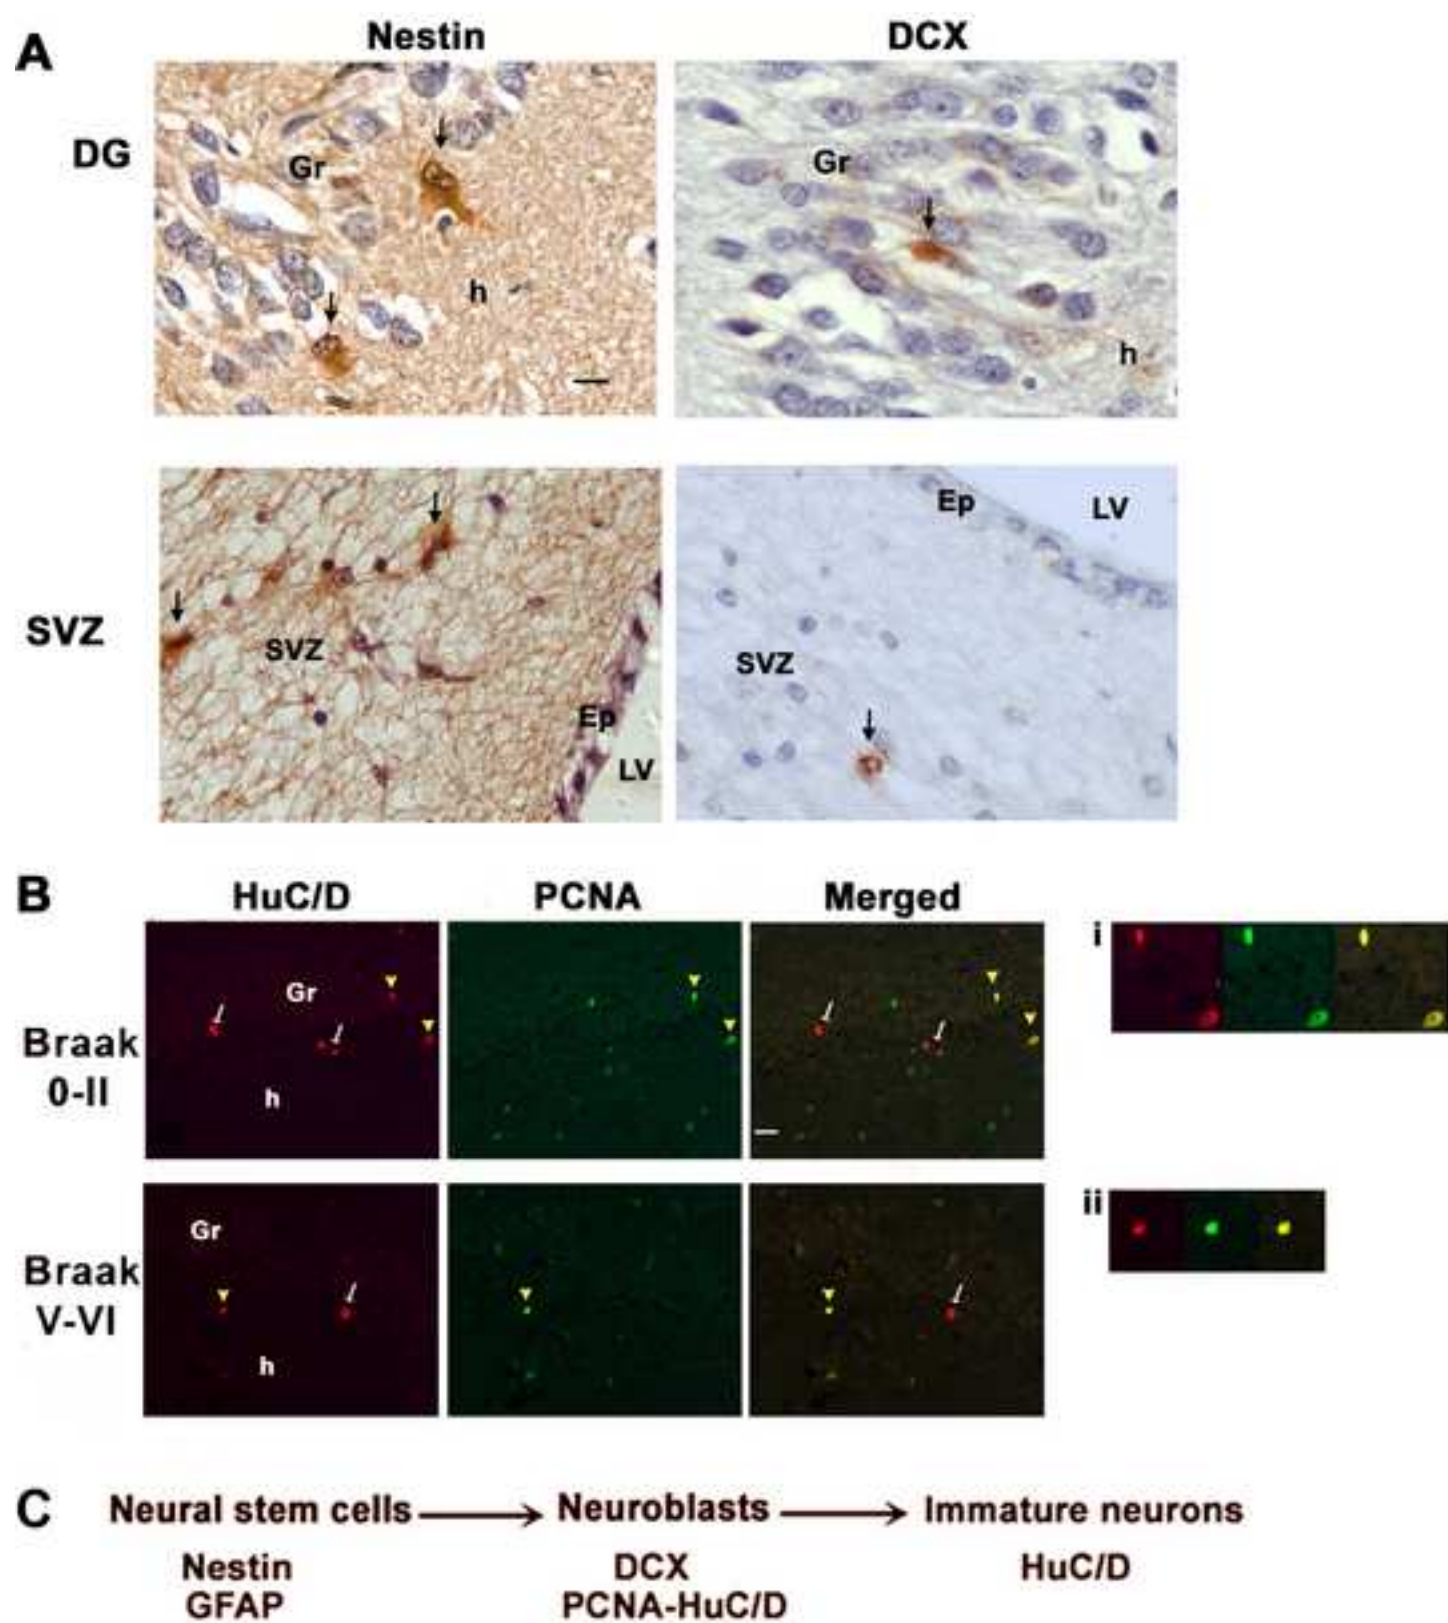 A
Nestin
DCX
DG
Gr
h
Gr
h
SVZ
SVZ
Ep
LV
Ep
LV
SVZ
B
HuC/D
PCNA
Merged
i
Braak
0-II
Gr
h
ii
Braak
V-VI
Gr
h
C
Neural stem cells
Neuroblasts
Immature neurons
Nestin
DCX
HuC/D
GFAP
PCNA-HuC/D